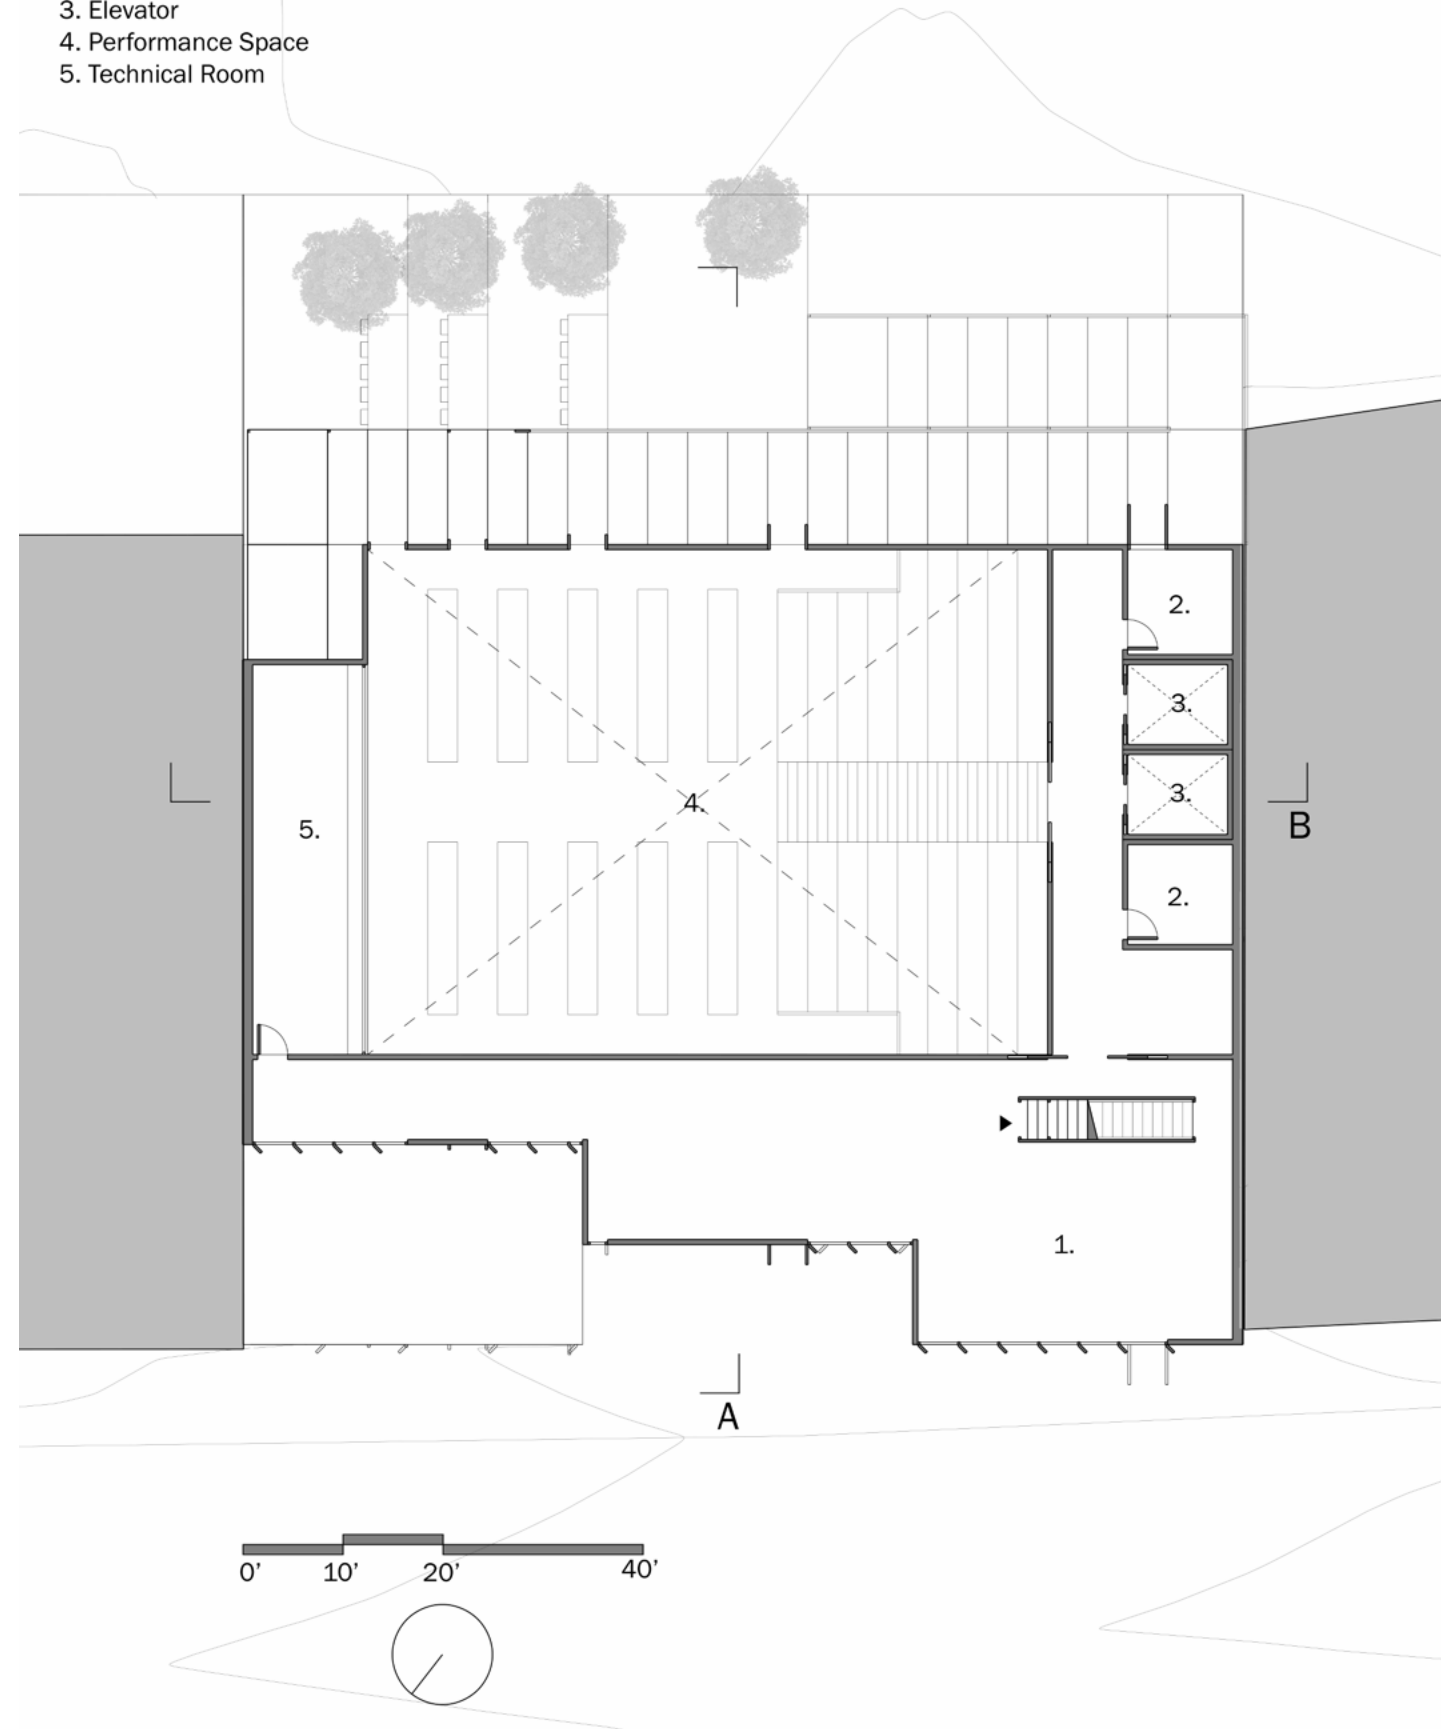 3. Elevator
4. Performance Space
5. Technical Room
2.
3.
3.
4.
B
5.
2.
1.
A
0' 10' 20' 40'